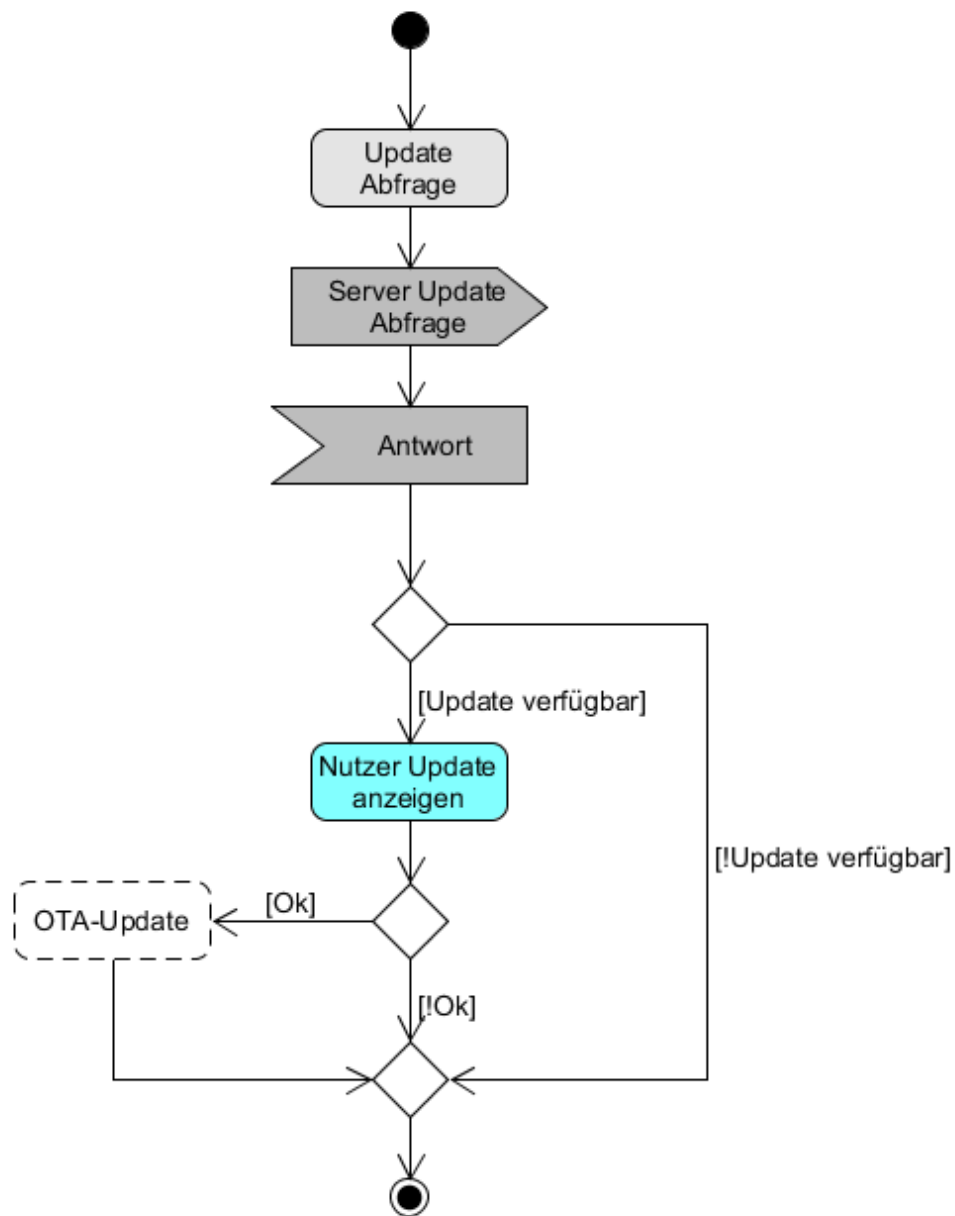 Update
Abfrage
Server Update
Abfrage
Antwort
[Update verfügbar]
Nutzer Update
anzeigen
[!Update verfügbar]
[Ok]
OTA-Update
[!Ok]